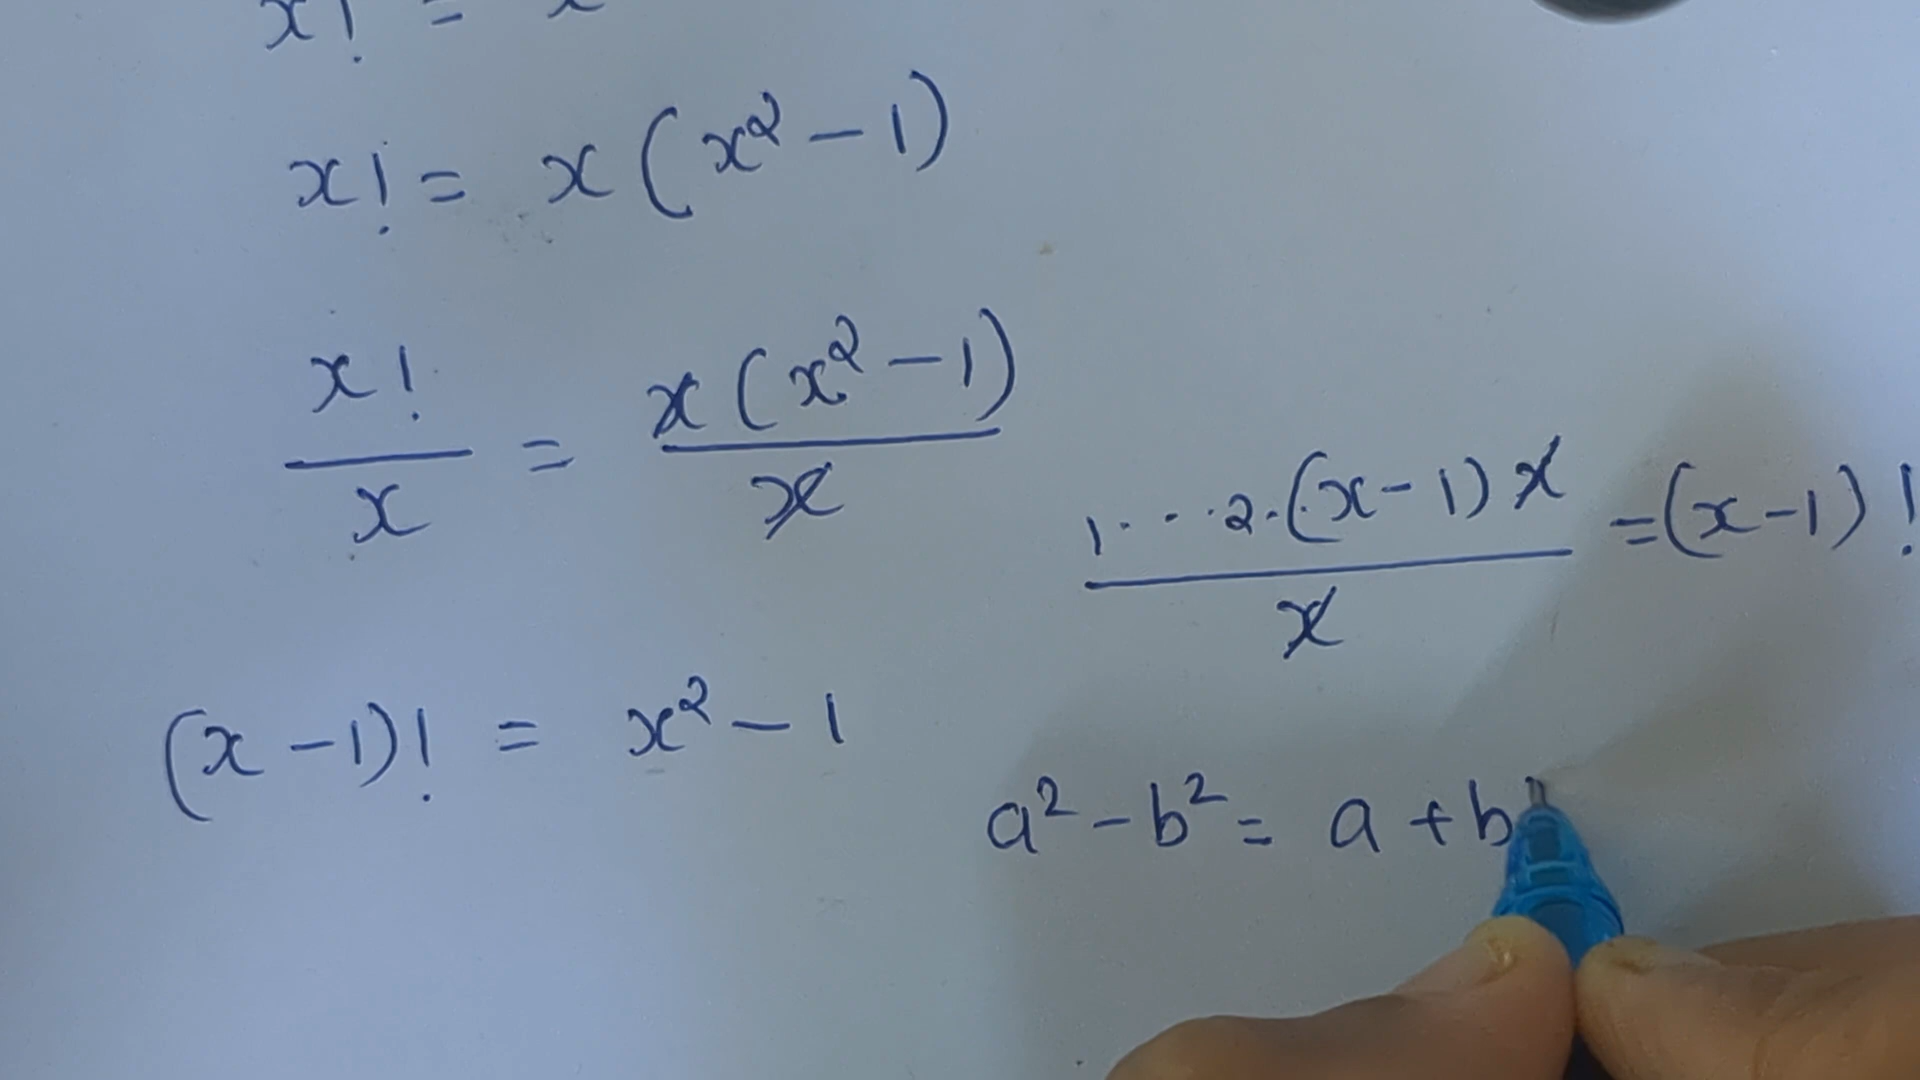 x! = x
x! = x(x² - 1)
x!/x = x(x² - 1)/x
1 · · · 2 · (x - 1) x / x = (x - 1)!
(x - 1)! = x² - 1
a² - b² = a + b